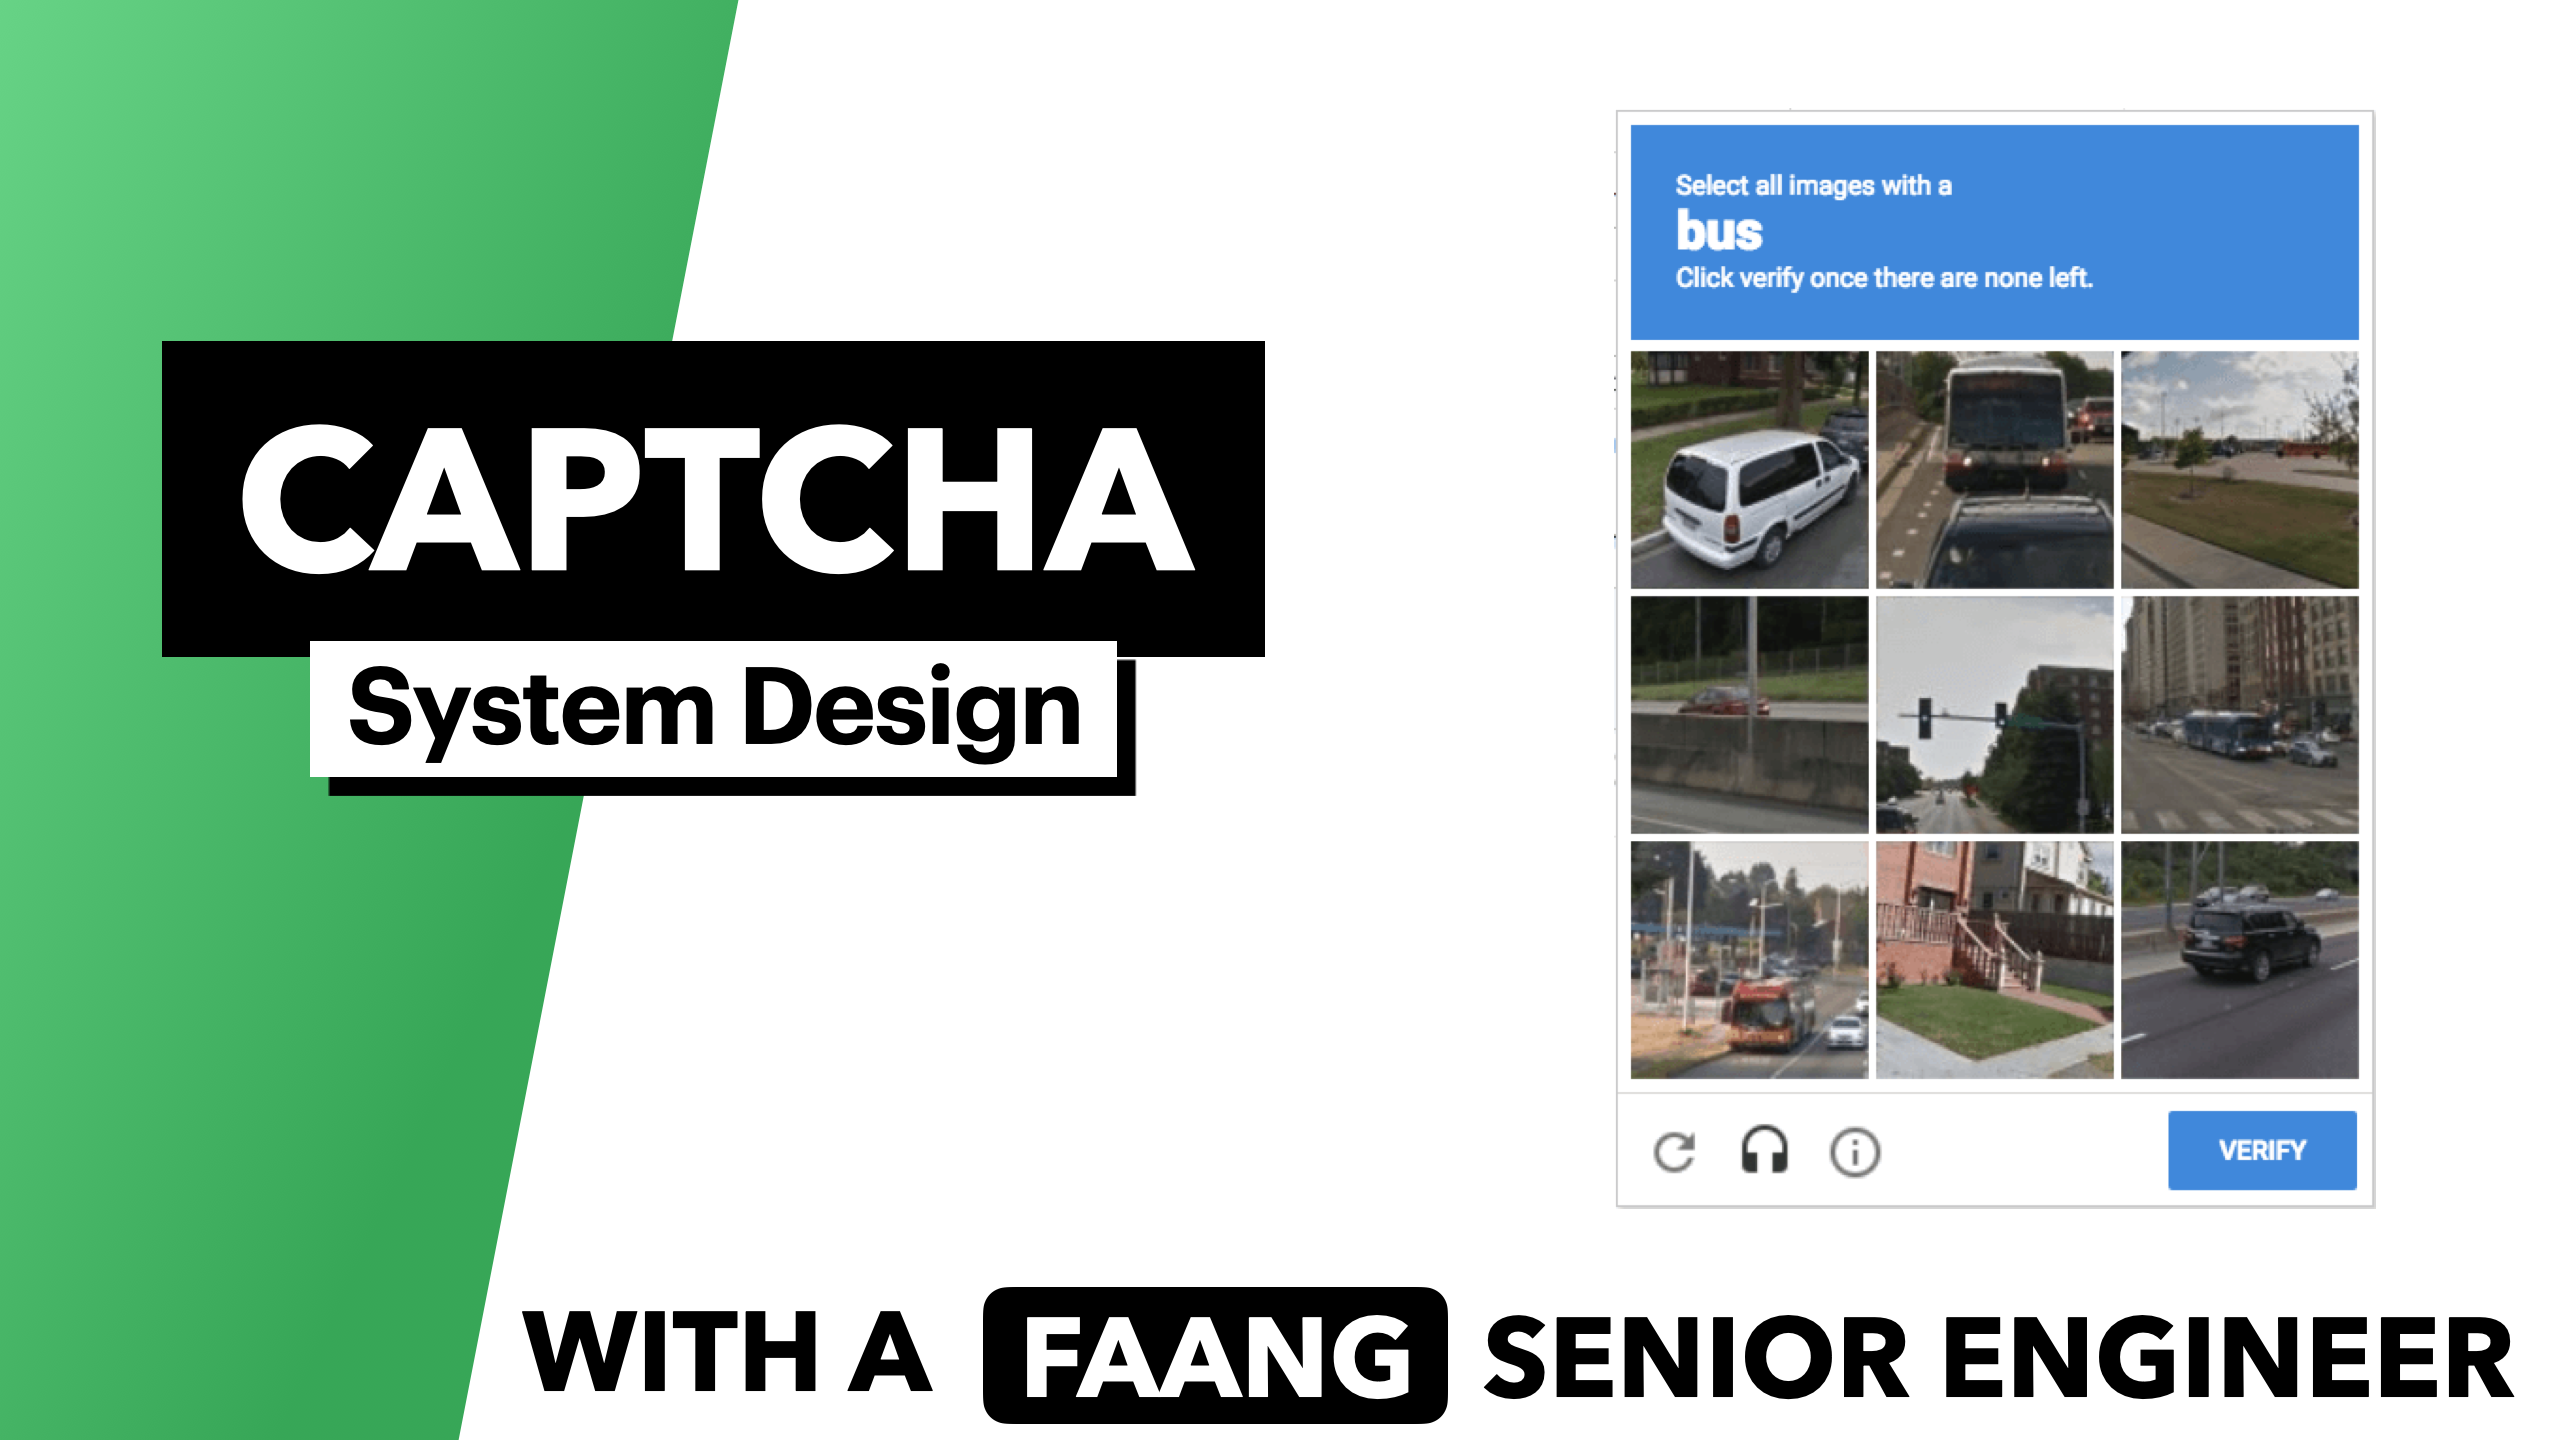 CAPTCHA
System Design
Select all images with a
bus
Click verify once there are none left.
VERIFY
WITH A FAANG SENIOR ENGINEER